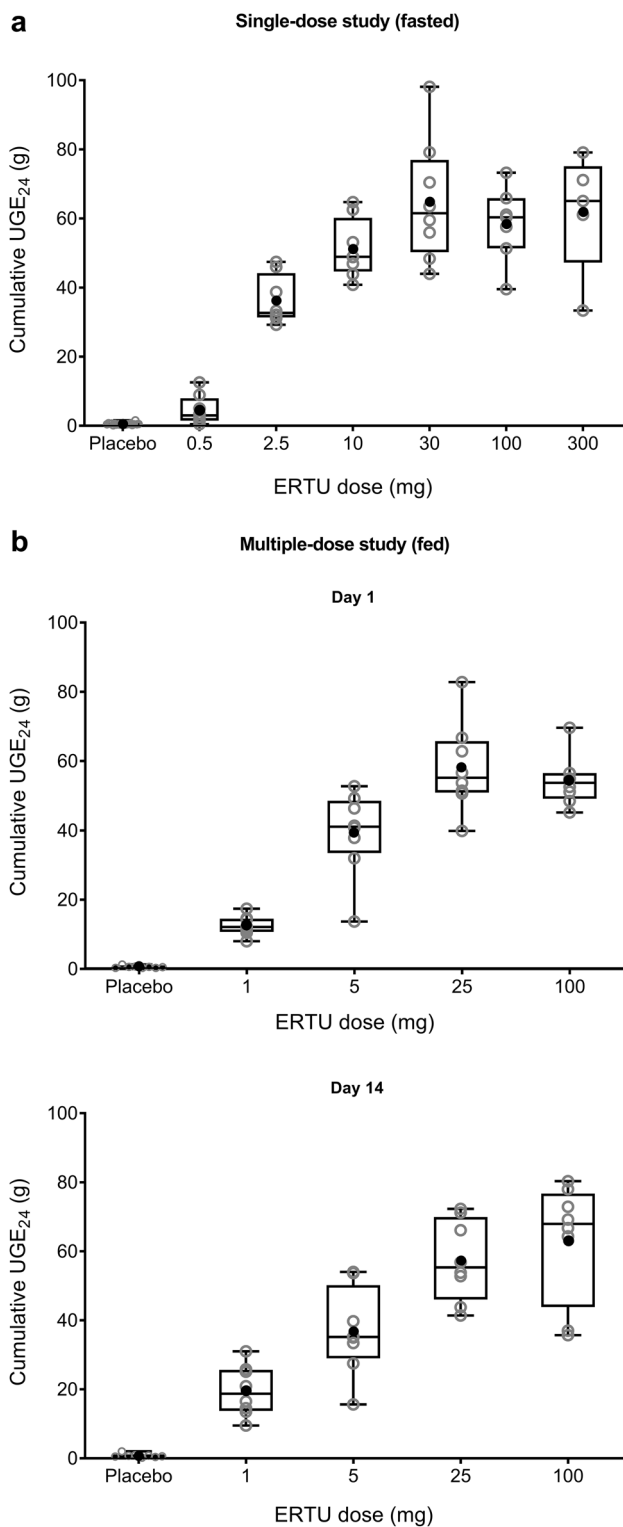 a
Single-dose study (fasted)
100
80
60
40
20
0
Cumulative UGE24 (g)
Placebo 0.5 2.5 10 30 100 300
ERTU dose (mg)
b
Multiple-dose study (fed)
Day 1
100
80
60
40
20
0
Cumulative UGE24 (g)
Placebo 1 5 25 100
ERTU dose (mg)
Day 14
100
80
60
40
20
0
Cumulative UGE24 (g)
Placebo 1 5 25 100
ERTU dose (mg)